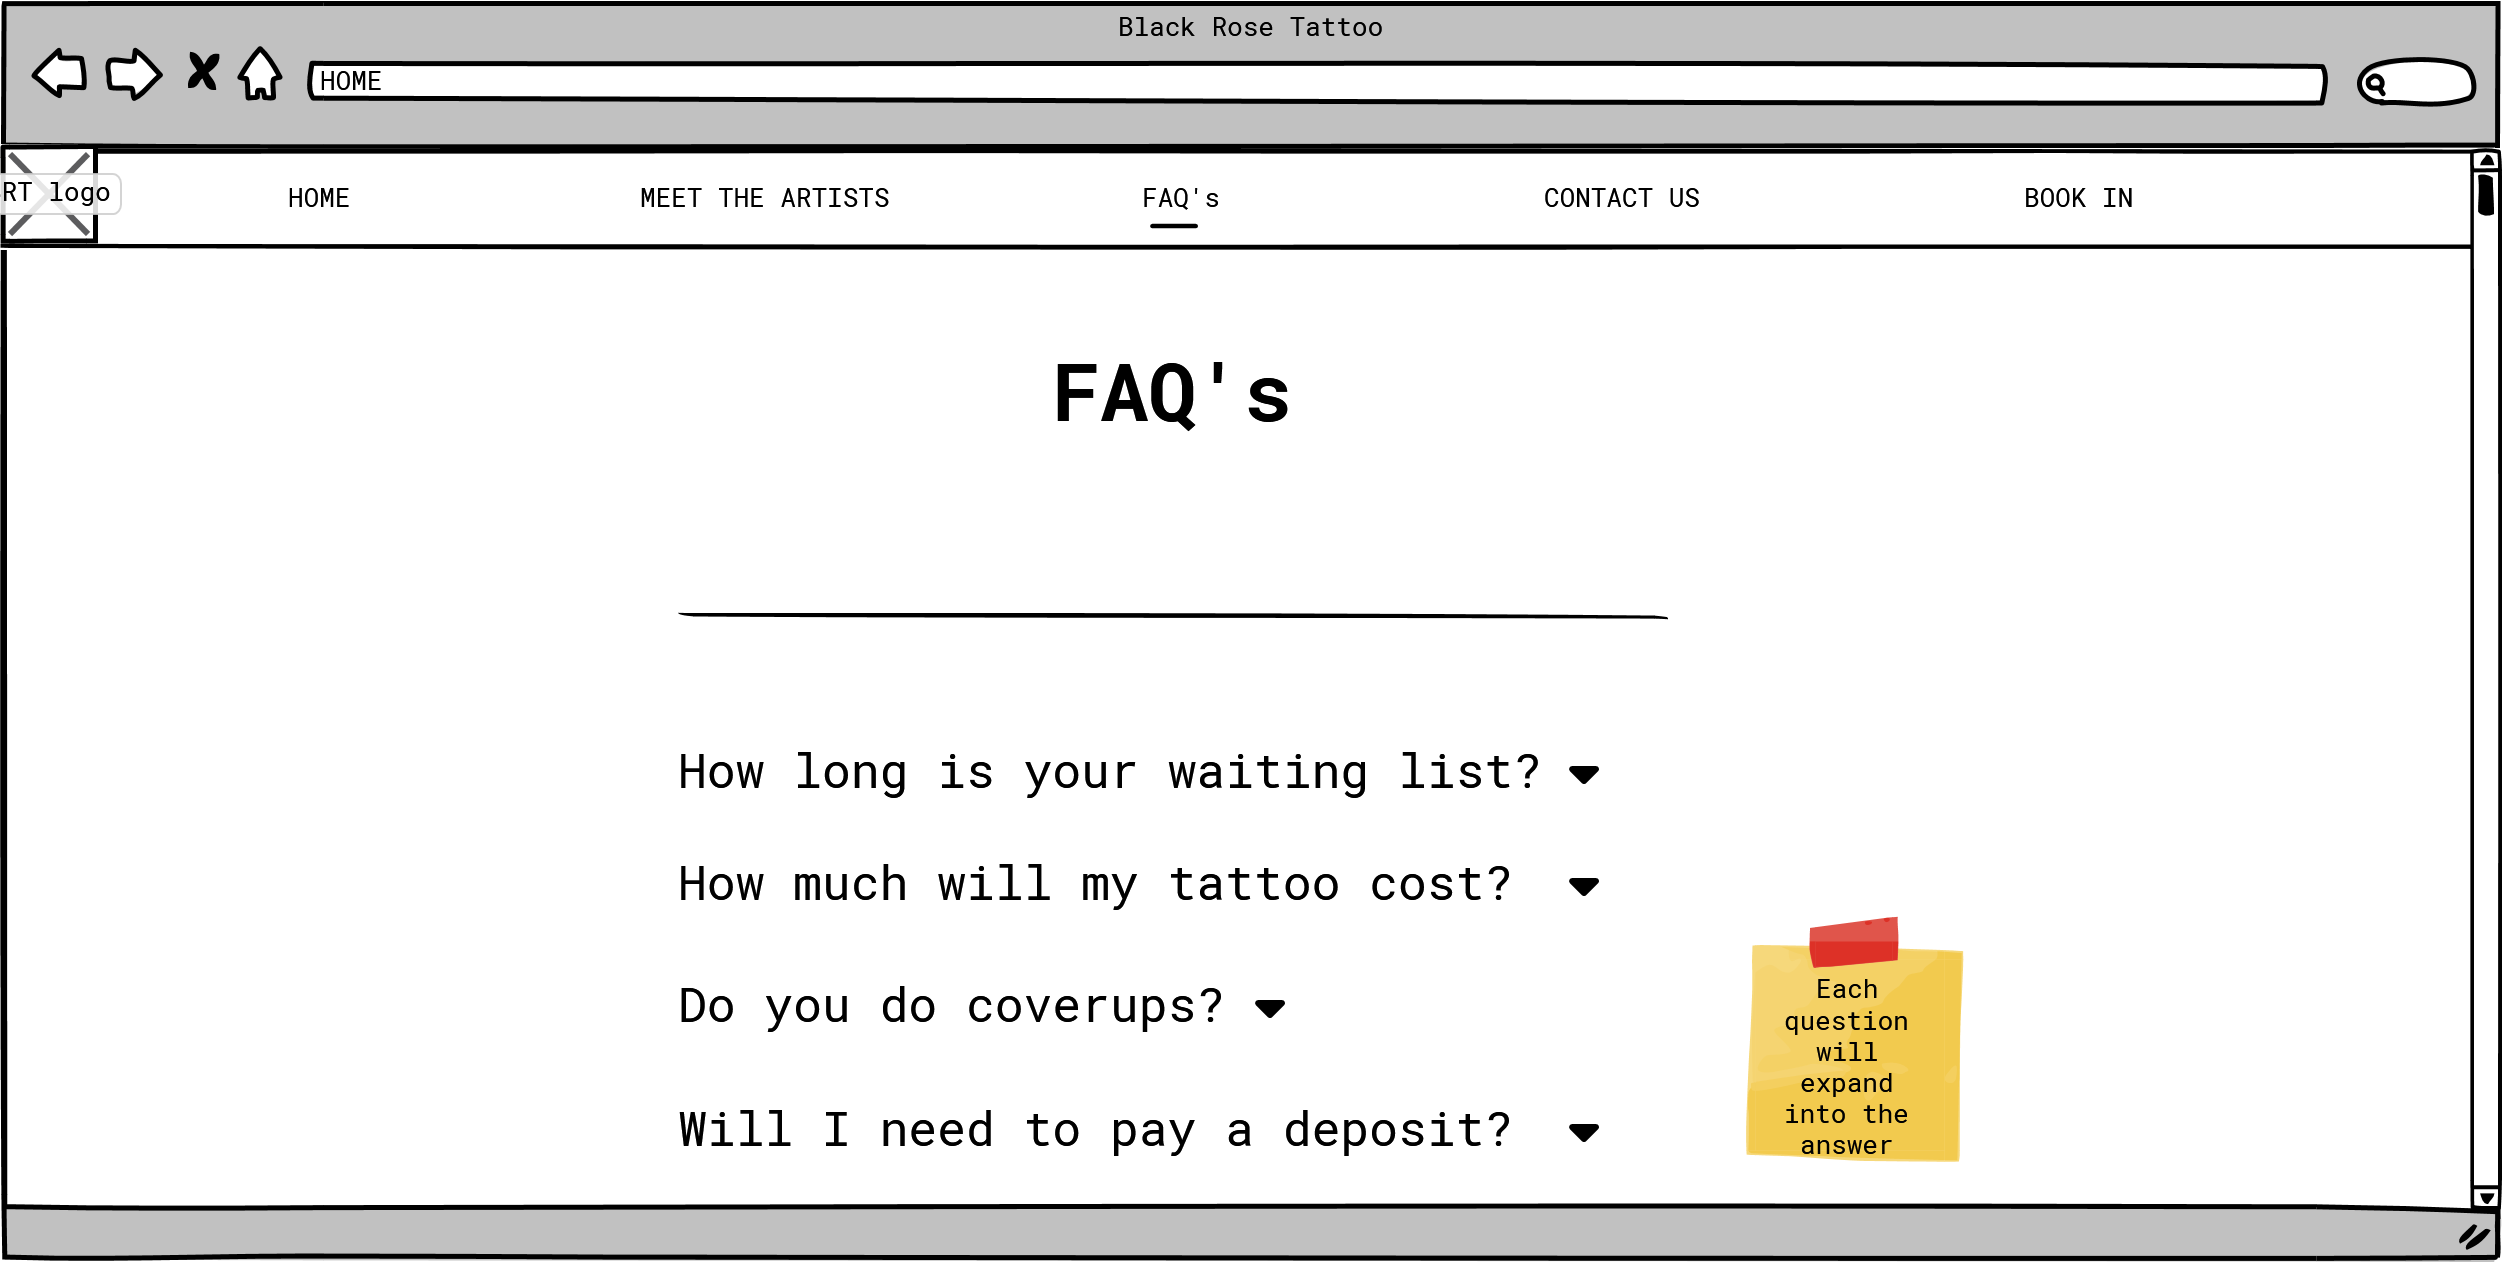 Black Rose Tattoo
HOME
RT logo
HOME
MEET THE ARTISTS
FAQ's
CONTACT US
BOOK IN
FAQ's
How long is your waiting list?
How much will my tattoo cost?
Do you do coverups?
Will I need to pay a deposit?
Each
question
will
expand
into the
answer